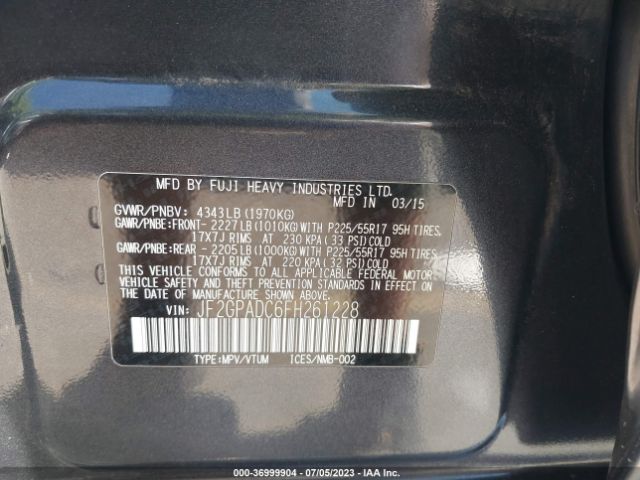 MFD BY FUJI HEAVY INDUSTRIES LTD.
MFD IN 03/15
GVWR/PNBV: 4343LB(1970KG)
GAWR/PNBE:FRONT- 2227LB(1010KG)WITH P225/55R17 95H TIRES,
17X7J RIMS AT 230 KPA(33 PSI)COLD
GAWR/PNBE:REAR - 2205LB(1000KG)WITH P225/55R17 95H TIRES,
17X7J RIMS AT 220 KPA(32 PSI)COLD
THIS VEHICLE CONFORMS TO ALL APPLICABLE FEDERAL MOTOR
VEHICLE SAFETY STANDARDS IN EFFECT ON THE DATE OF
MANUFACTURE SHOWN ABOVE.
VIN: JF2GPADC6FH261228
TYPE:MPV/VTUM ICES/NMB-002
000-36999904 / 07/05/2023 - IAA Inc.